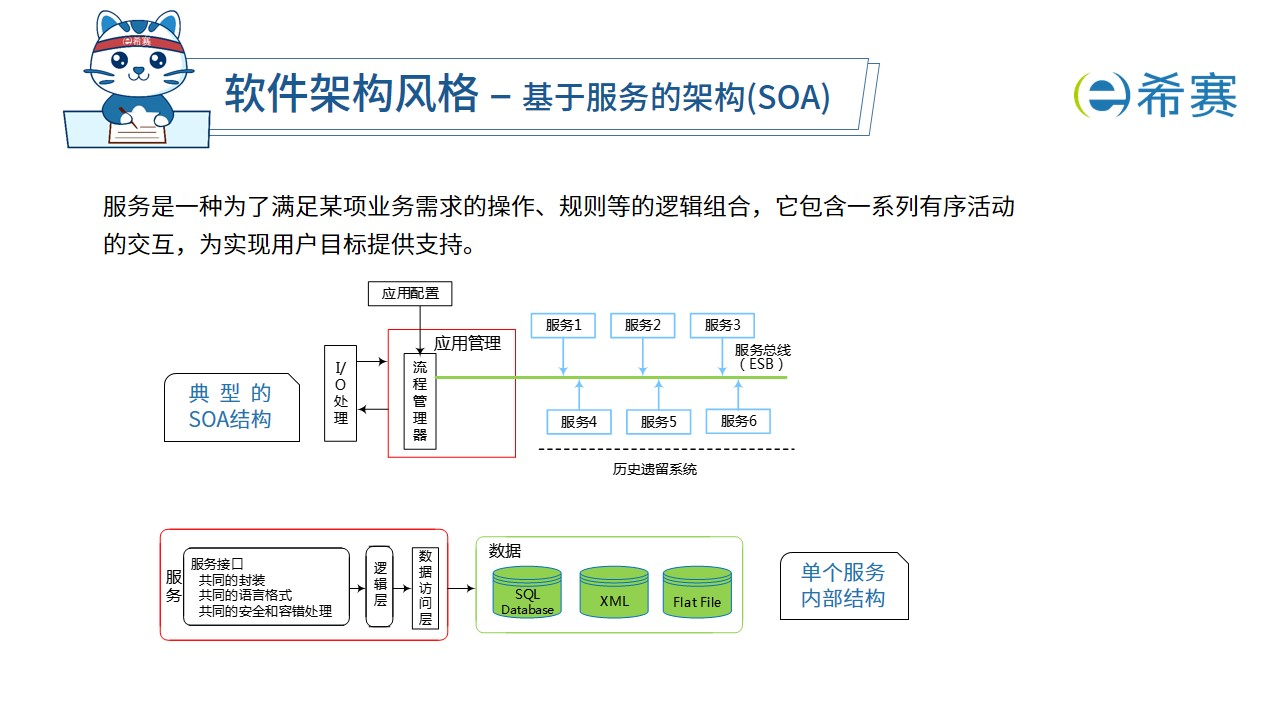 希赛
软件架构风格 – 基于服务的架构(SOA)
希赛
服务是一种为了满足某项业务需求的操作、规则等的逻辑组合，它包含一系列有序活动
的交互，为实现用户目标提供支持。
应用配置
应用管理
流程管理器
I/O处理
服务1
服务2
服务3
服务总线
（ESB）
服务4
服务5
服务6
历史遗留系统
典型的
SOA结构
服务
服务接口
共同的封装
共同的语言格式
共同的安全和容错处理
逻辑层
数据访问层
数据
SQL
Database
XML
Flat File
单个服务
内部结构